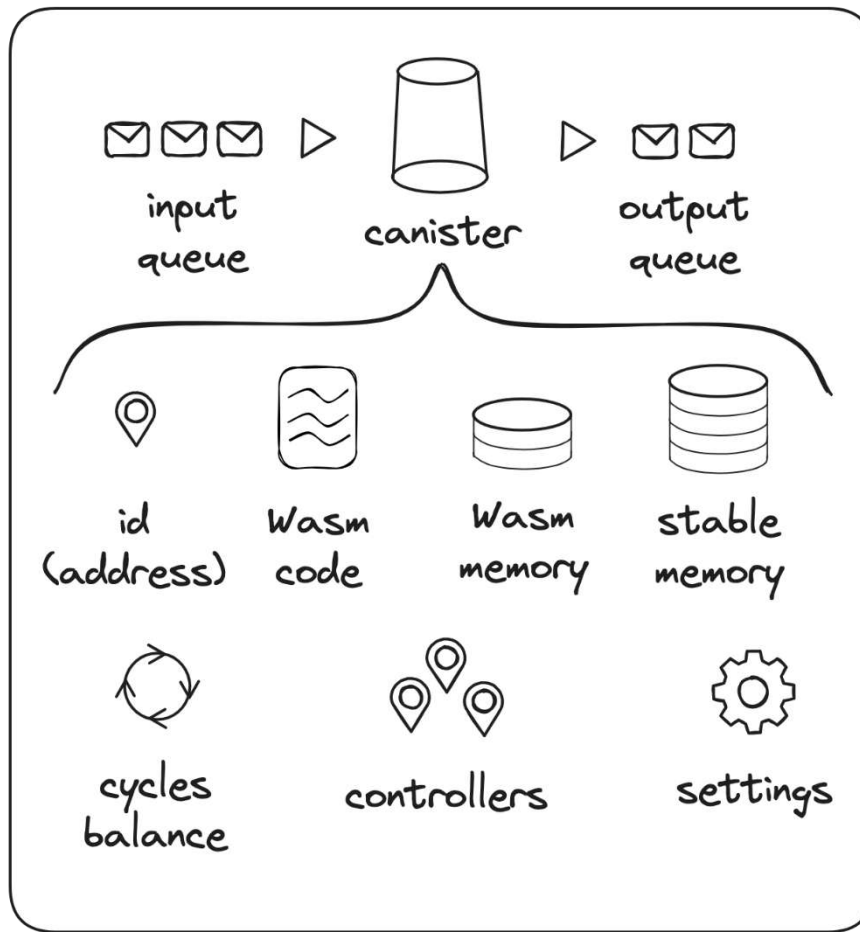 input
queue
canister
output
queue
id
(address)
Wasm
code
Wasm
memory
stable
memory
cycles
balance
controllers
settings